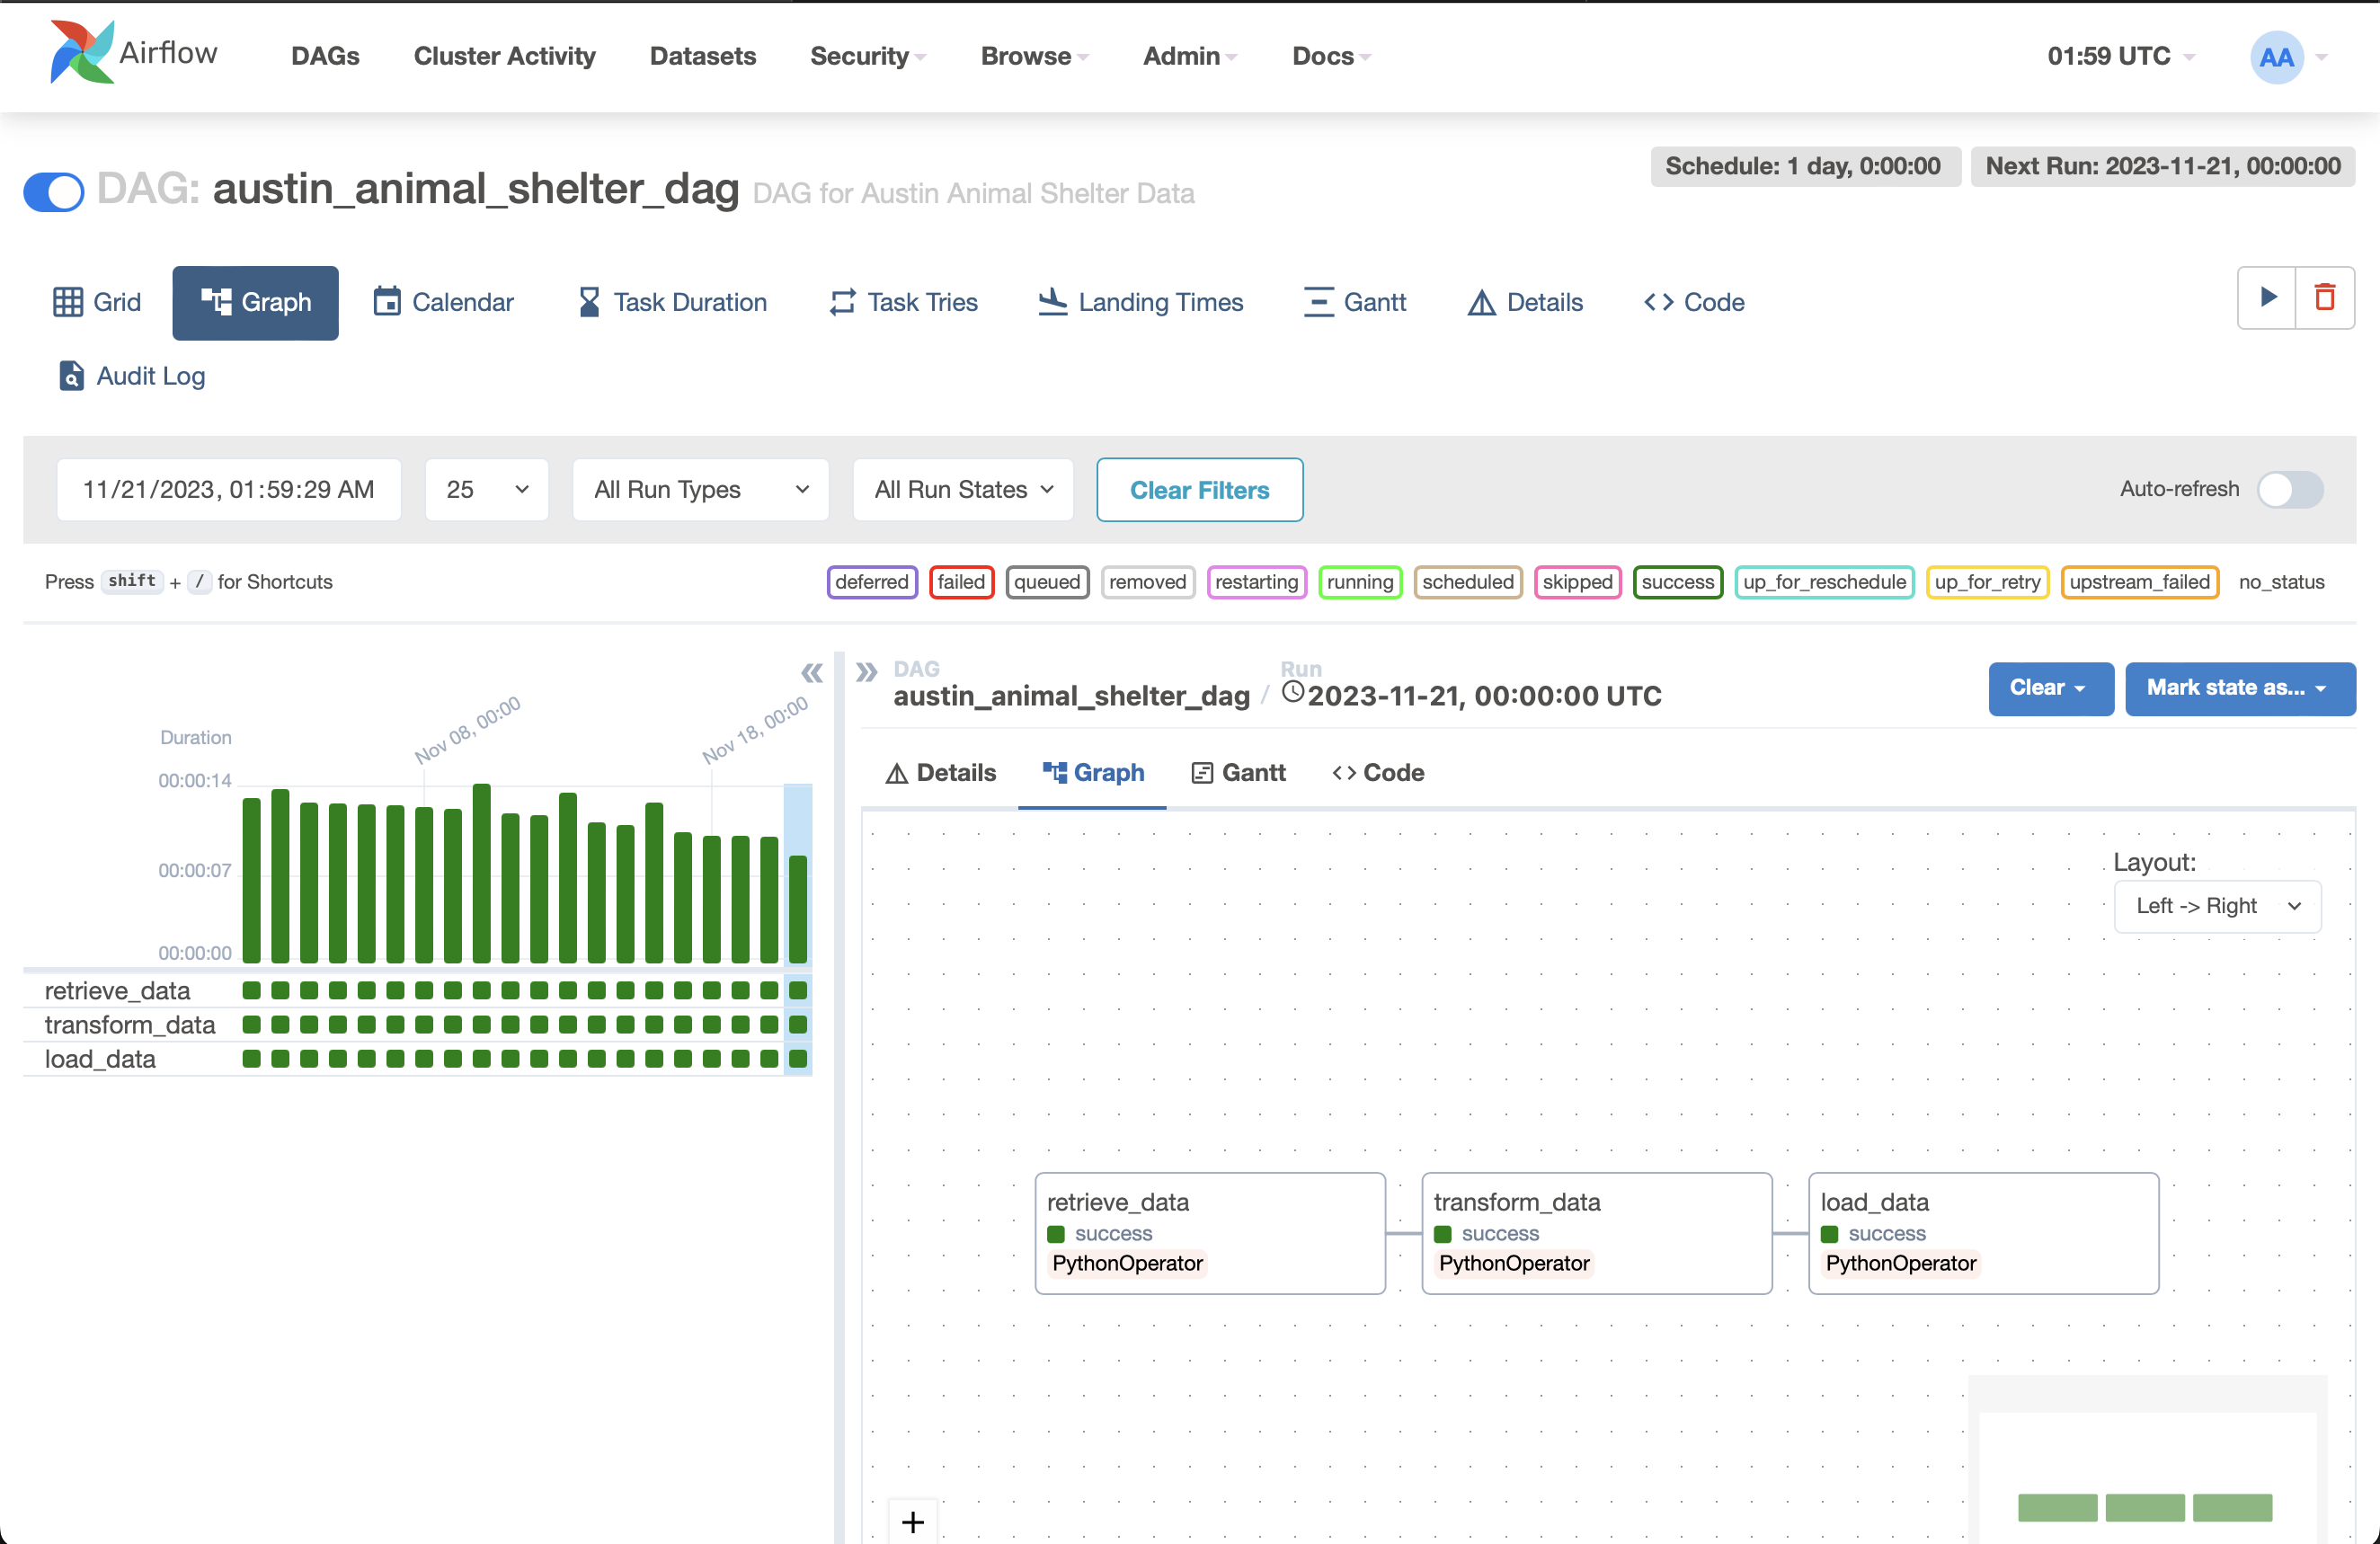 Airflow DAGs Cluster Activity Datasets Security Browse Admin Docs 01:59 UTC AA
Schedule: 1 day, 0:00:00 Next Run: 2023-11-21, 00:00:00
DAG: austin_animal_shelter_dag DAG for Austin Animal Shelter Data
Grid Graph Calendar Task Duration Task Tries Landing Times Gantt Details Code
Audit Log
11/21/2023, 01:59:29 AM 25 All Run Types All Run States Clear Filters Auto-refresh
Press shift + / for Shortcuts deferred failed queued removed restarting running scheduled skipped success up_for_reschedule up_for_retry upstream_failed no_status
DAG Run
austin_animal_shelter_dag / 2023-11-21, 00:00:00 UTC Clear Mark state as...
Nov 08, 00:00 Nov 18, 00:00
Duration
00:00:14
00:00:07
00:00:00
retrieve_data
transform_data
load_data
Details Graph Gantt Code
Layout:
Left -> Right
retrieve_data
success
PythonOperator
transform_data
success
PythonOperator
load_data
success
PythonOperator
+